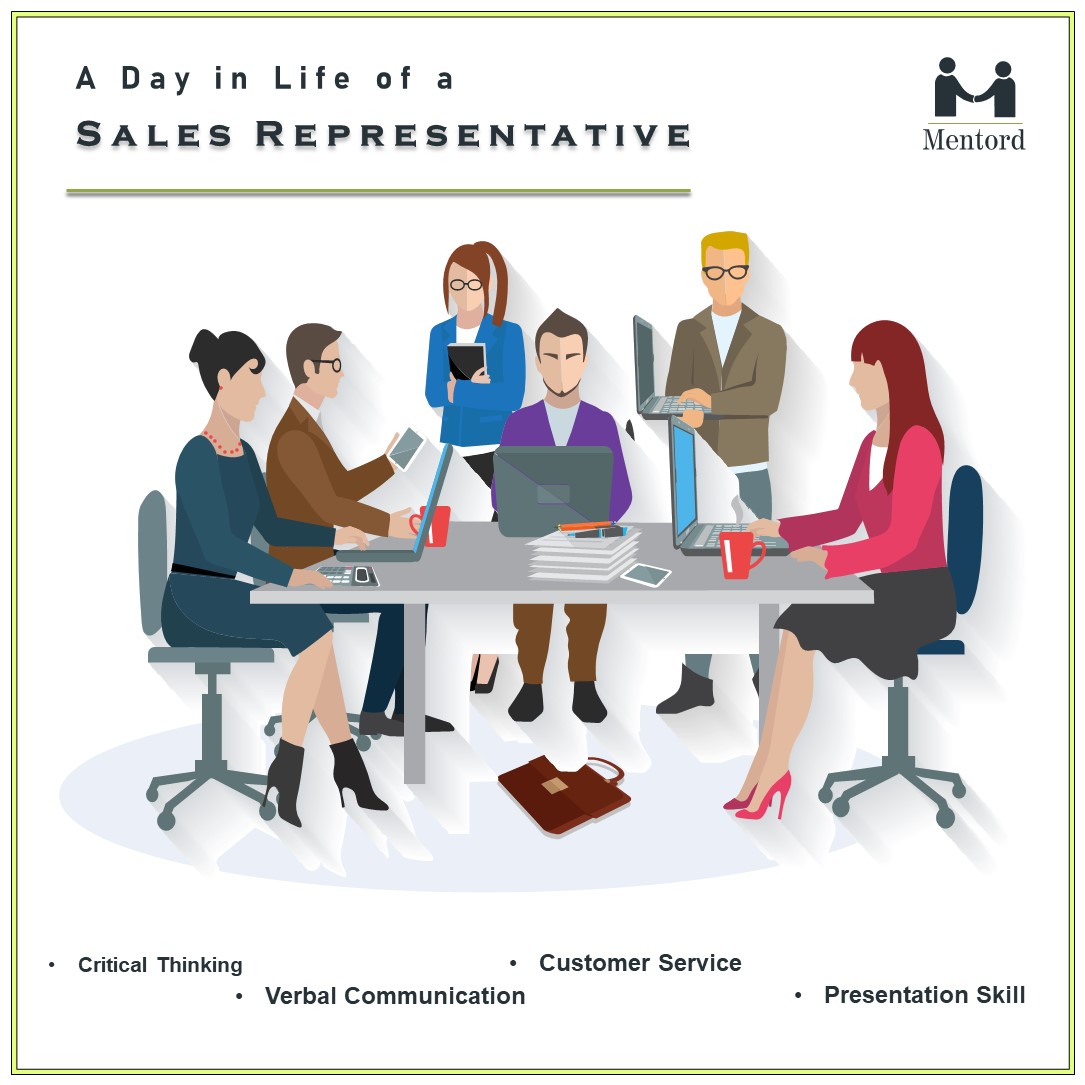 A Day in Life of a
Sales Representative
Mentord
• Critical Thinking
• Customer Service
• Verbal Communication
• Presentation Skill